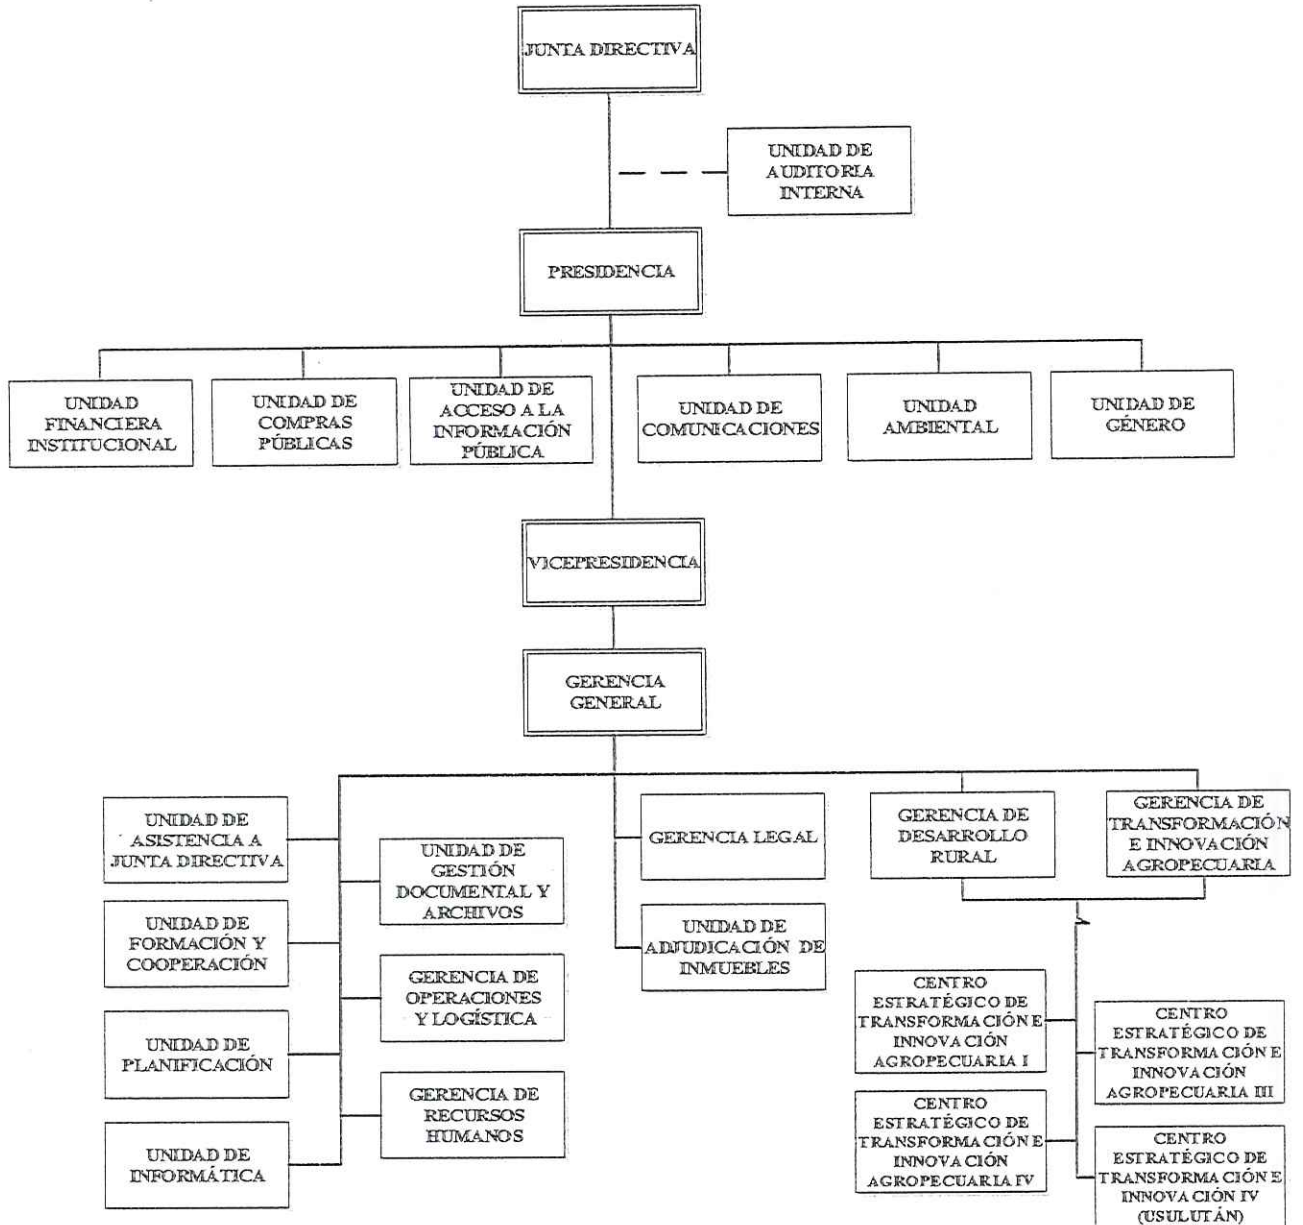 JUNTA DIRECTIVA
UNIDAD DE
AUDITORIA
INTERNA
PRESIDENCIA
UNIDAD
FINANCIERA
INSTITUCIONAL
UNIDAD DE
COMPRAS
PÚBLICAS
UNIDAD DE
ACCESO A LA
INFORMACIÓN
PÚBLICA
UNIDAD DE
COMUNICACIONES
UNIDAD
AMBIENTAL
UNIDAD DE
GÉNERO
VICEPRESIDENCIA
GERENCIA
GENERAL
UNIDAD DE
ASISTENCIA A
JUNTA DIRECTIVA
UNIDAD DE
GESTIÓN
DOCUMENTAL Y
ARCHIVOS
UNIDAD DE
FORMACIÓN Y
COOPERACIÓN
GERENCIA DE
OPERACIONES
Y LOGÍSTICA
UNIDAD DE
PLANIFICACIÓN
GERENCIA DE
RECURSOS
HUMANOS
UNIDAD DE
INFORMÁTICA
GERENCIA LEGAL
UNIDAD DE
ADJUDICACIÓN DE
INMUEBLES
GERENCIA DE
DESARROLLO
RURAL
GERENCIA DE
TRANSFORMACIÓN
E INNOVACIÓN
AGROPECUARIA
CENTRO
ESTRATÉGICO DE
TRANSFORMACIÓN E
INNOVACIÓN
AGROPECUARIA I
CENTRO
ESTRATÉGICO DE
TRANSFORMACIÓN E
INNOVACIÓN
AGROPECUARIA III
CENTRO
ESTRATÉGICO DE
TRANSFORMACIÓN E
INNOVACIÓN
AGROPECUARIA IV
CENTRO
ESTRATÉGICO DE
TRANSFORMACIÓN E
INNOVACIÓN IV
(USULUTÁN)